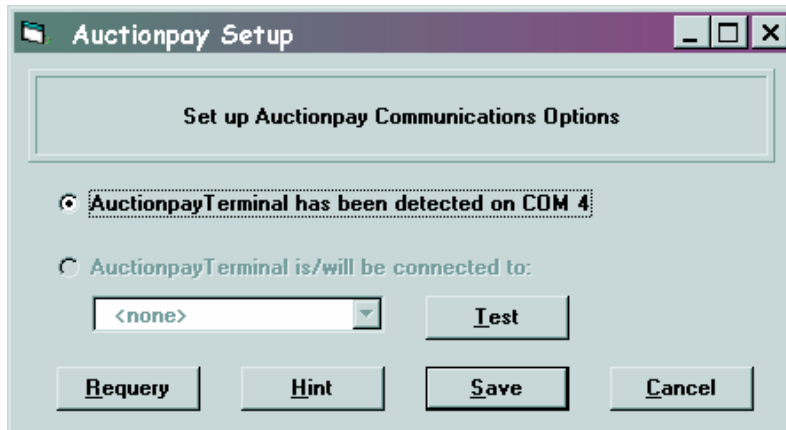 Auctionpay Setup
Set up Auctionpay Communications Options
AuctionpayTerminal has been detected on COM 4
AuctionpayTerminal is/will be connected to:
<none> Test
Requery Hint Save Cancel